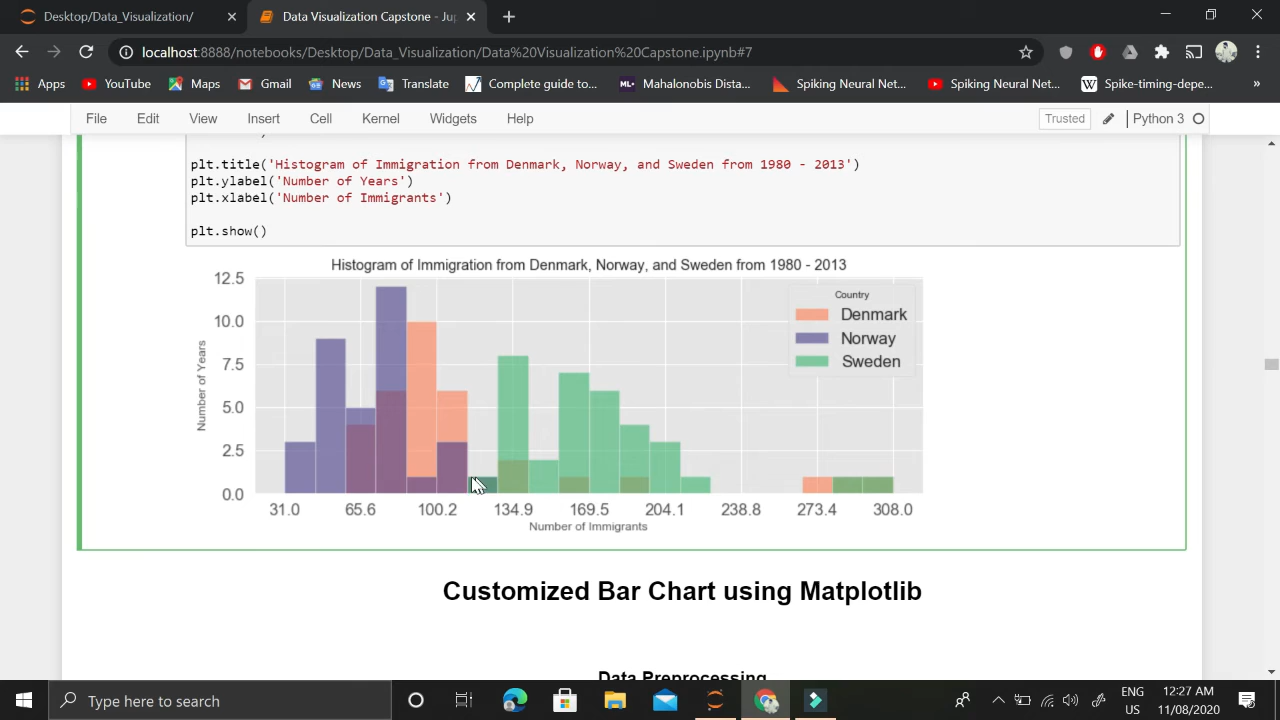 Desktop/Data_Visualization/
Data Visualization Capstone - Jup
localhost:8888/notebooks/Desktop/Data_Visualization/Data%20Visualization%20Capstone.ipynb#7
Apps YouTube Maps Gmail News Translate Complete guide to... ML+ Mahalonobis Dista... Spiking Neural Net... Spiking Neural Net... W Spike-timing-depe... »
File Edit View Insert Cell Kernel Widgets Help Trusted Python 3
plt.title('Histogram of Immigration from Denmark, Norway, and Sweden from 1980 - 2013')
plt.ylabel('Number of Years')
plt.xlabel('Number of Immigrants')
plt.show()
Histogram of Immigration from Denmark, Norway, and Sweden from 1980 - 2013
12.5
10.0
7.5
5.0
2.5
0.0
Number of Years
Country
Denmark
Norway
Sweden
31.0 65.6 100.2 134.9 169.5 204.1 238.8 273.4 308.0
Number of Immigrants
Customized Bar Chart using Matplotlib
Data Preprocessing
Type here to search
ENG
US
12:27 AM
11/08/2020